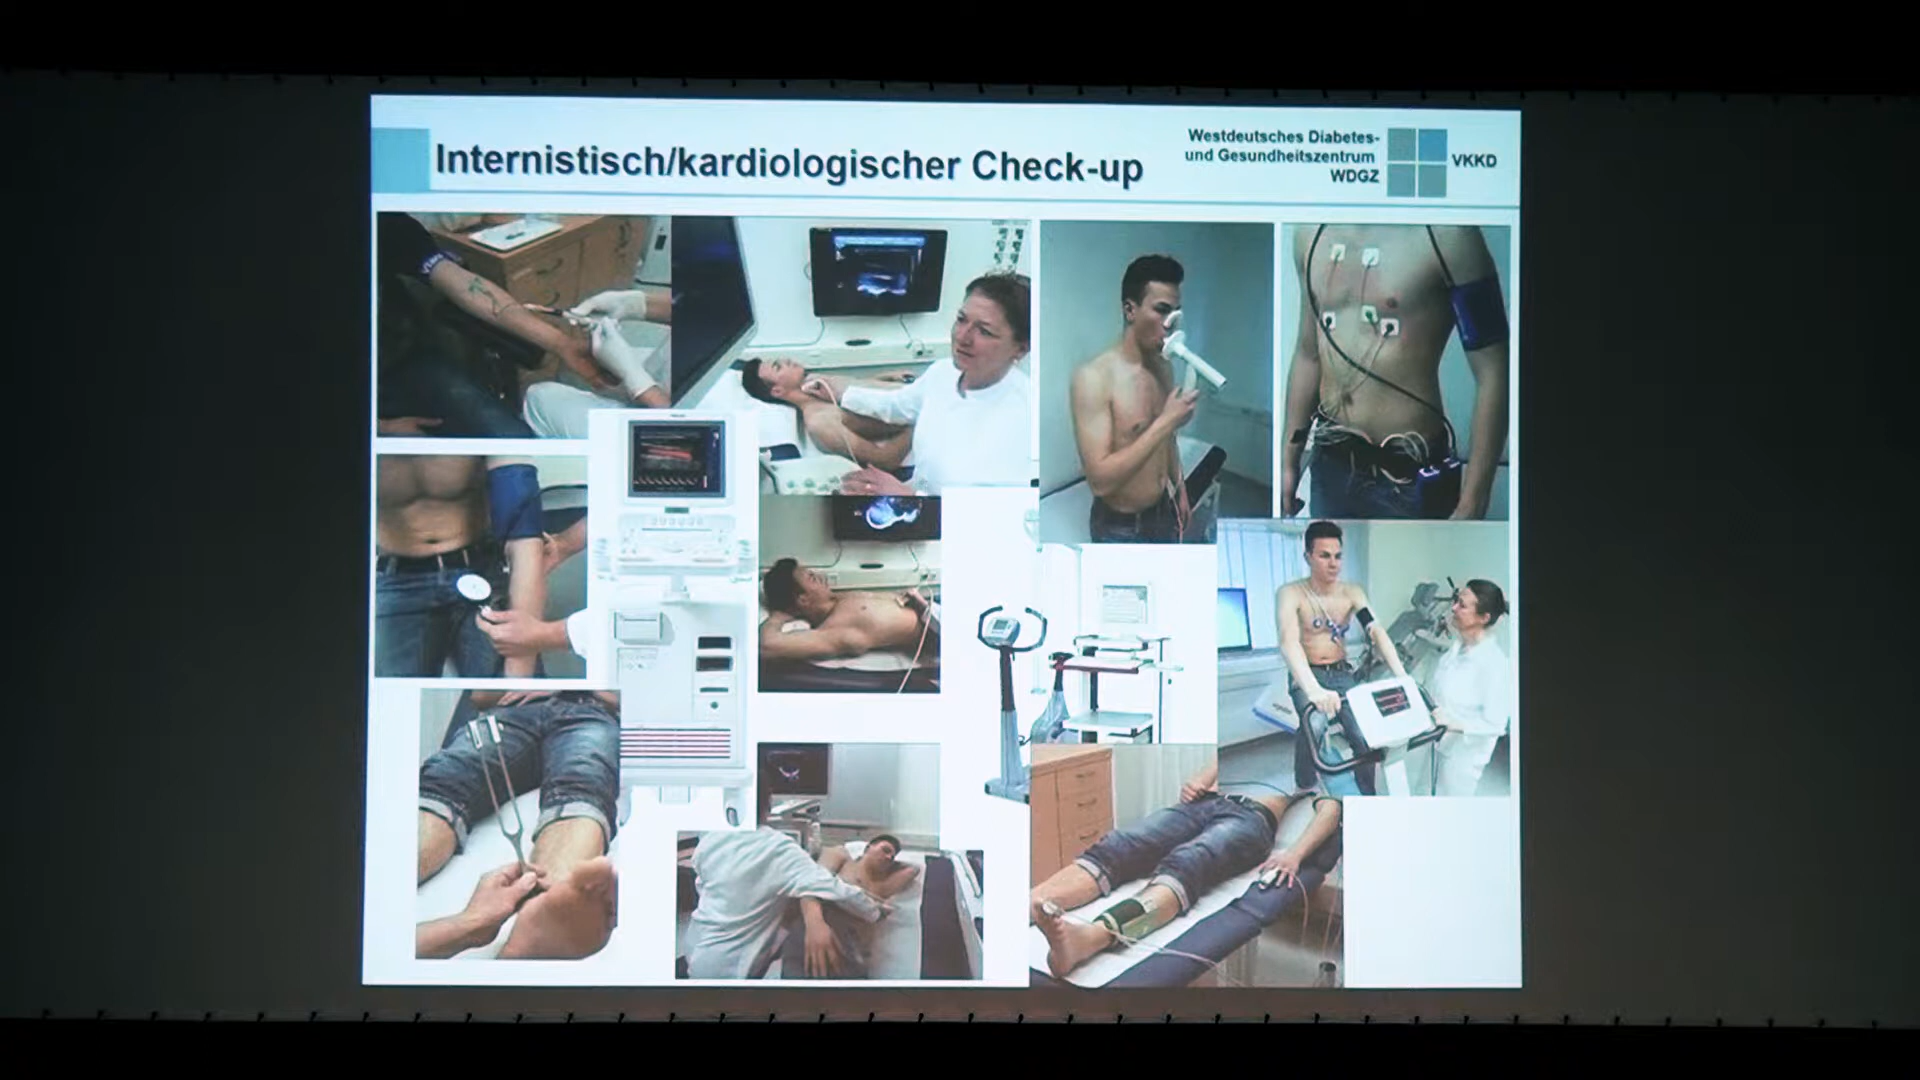 Internistisch/kardiologischer Check-up
Westdeutsches Diabetes-
und Gesundheitszentrum
WDGZ
VKKD